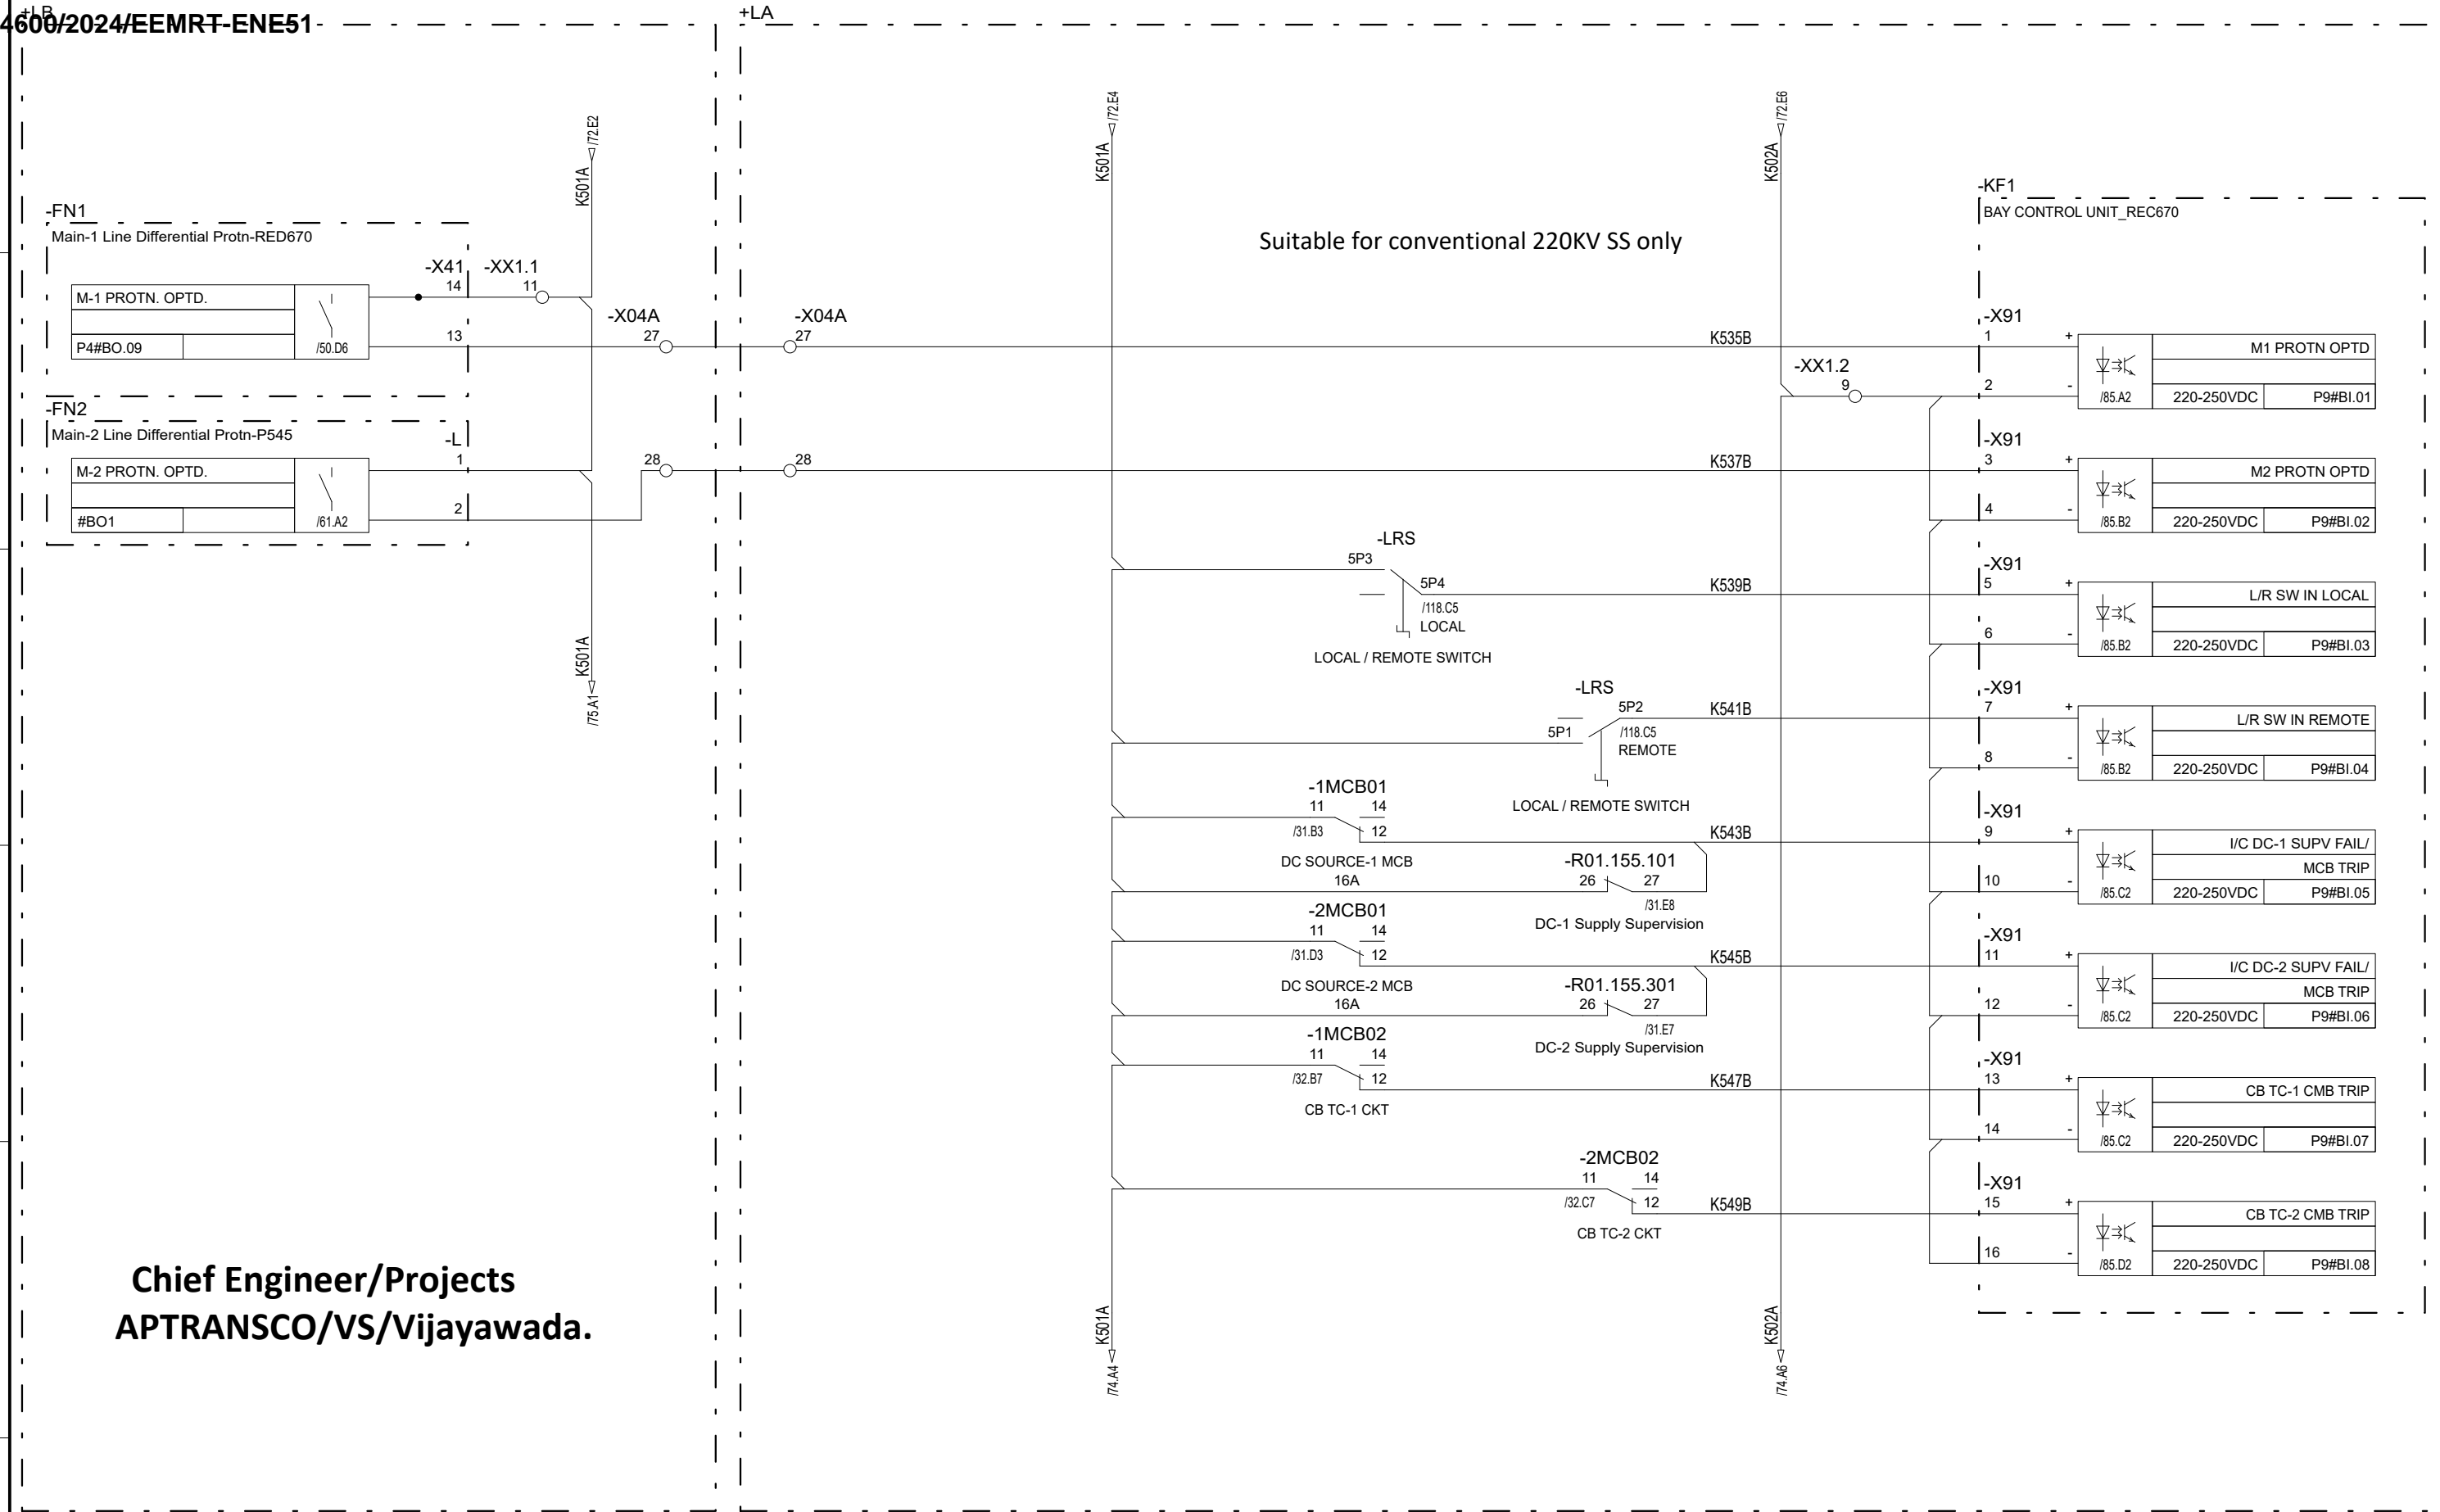 +LB
4600/2024/EEMRT-ENE51
+LA
/72.E2
K501A
/72.E4
K501A
/72.E6
K502A
-KF1
BAY CONTROL UNIT_REC670
Suitable for conventional 220KV SS only
-FN1
Main-1 Line Differential Protn-RED670
-X41
14
-XX1.1
11
M-1 PROTN. OPTD.
P4#BO.09
/50.D6
13
-X04A
27
-X04A
27
K535B
-X91
1
+
M1 PROTN OPTD
-XX1.2
9
2
-
/85.A2
220-250VDC
P9#BI.01
-FN2
Main-2 Line Differential Protn-P545
-L
1
M-2 PROTN. OPTD.
#BO1
/61.A2
2
28
28
K537B
-X91
3
+
M2 PROTN OPTD
4
-
/85.B2
220-250VDC
P9#BI.02
-LRS
5P3
5P4
/118.C5
LOCAL
LOCAL / REMOTE SWITCH
K539B
-X91
5
+
L/R SW IN LOCAL
6
-
/85.B2
220-250VDC
P9#BI.03
K501A
/75.A1
-LRS
5P2
5P1
/118.C5
REMOTE
LOCAL / REMOTE SWITCH
K541B
-X91
7
+
L/R SW IN REMOTE
8
-
/85.B2
220-250VDC
P9#BI.04
-1MCB01
11
14
/31.B3
12
DC SOURCE-1 MCB
16A
K543B
-R01.155.101
26
27
/31.E8
DC-1 Supply Supervision
-X91
9
+
I/C DC-1 SUPV FAIL/
MCB TRIP
10
-
/85.C2
220-250VDC
P9#BI.05
-2MCB01
11
14
/31.D3
12
DC SOURCE-2 MCB
16A
K545B
-R01.155.301
26
27
/31.E7
DC-2 Supply Supervision
-X91
11
+
I/C DC-2 SUPV FAIL/
MCB TRIP
12
-
/85.C2
220-250VDC
P9#BI.06
-1MCB02
11
14
/32.B7
12
CB TC-1 CKT
K547B
-X91
13
+
CB TC-1 CMB TRIP
14
-
/85.C2
220-250VDC
P9#BI.07
-2MCB02
11
14
/32.C7
12
CB TC-2 CKT
K549B
-X91
15
+
CB TC-2 CMB TRIP
16
-
/85.D2
220-250VDC
P9#BI.08
Chief Engineer/Projects
APTRANSCO/VS/Vijayawada.
K501A
/74.A4
K502A
/74.A6